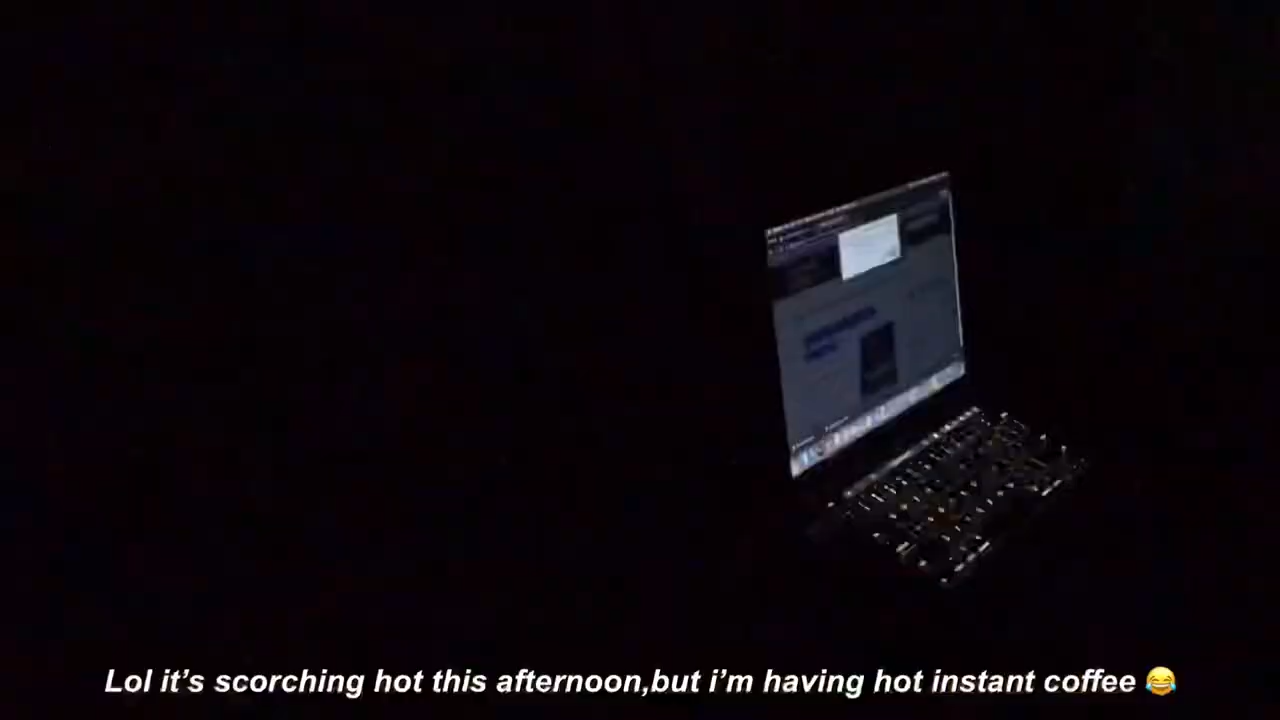 Lol it's scorching hot this afternoon,but i'm having hot instant coffee 😂